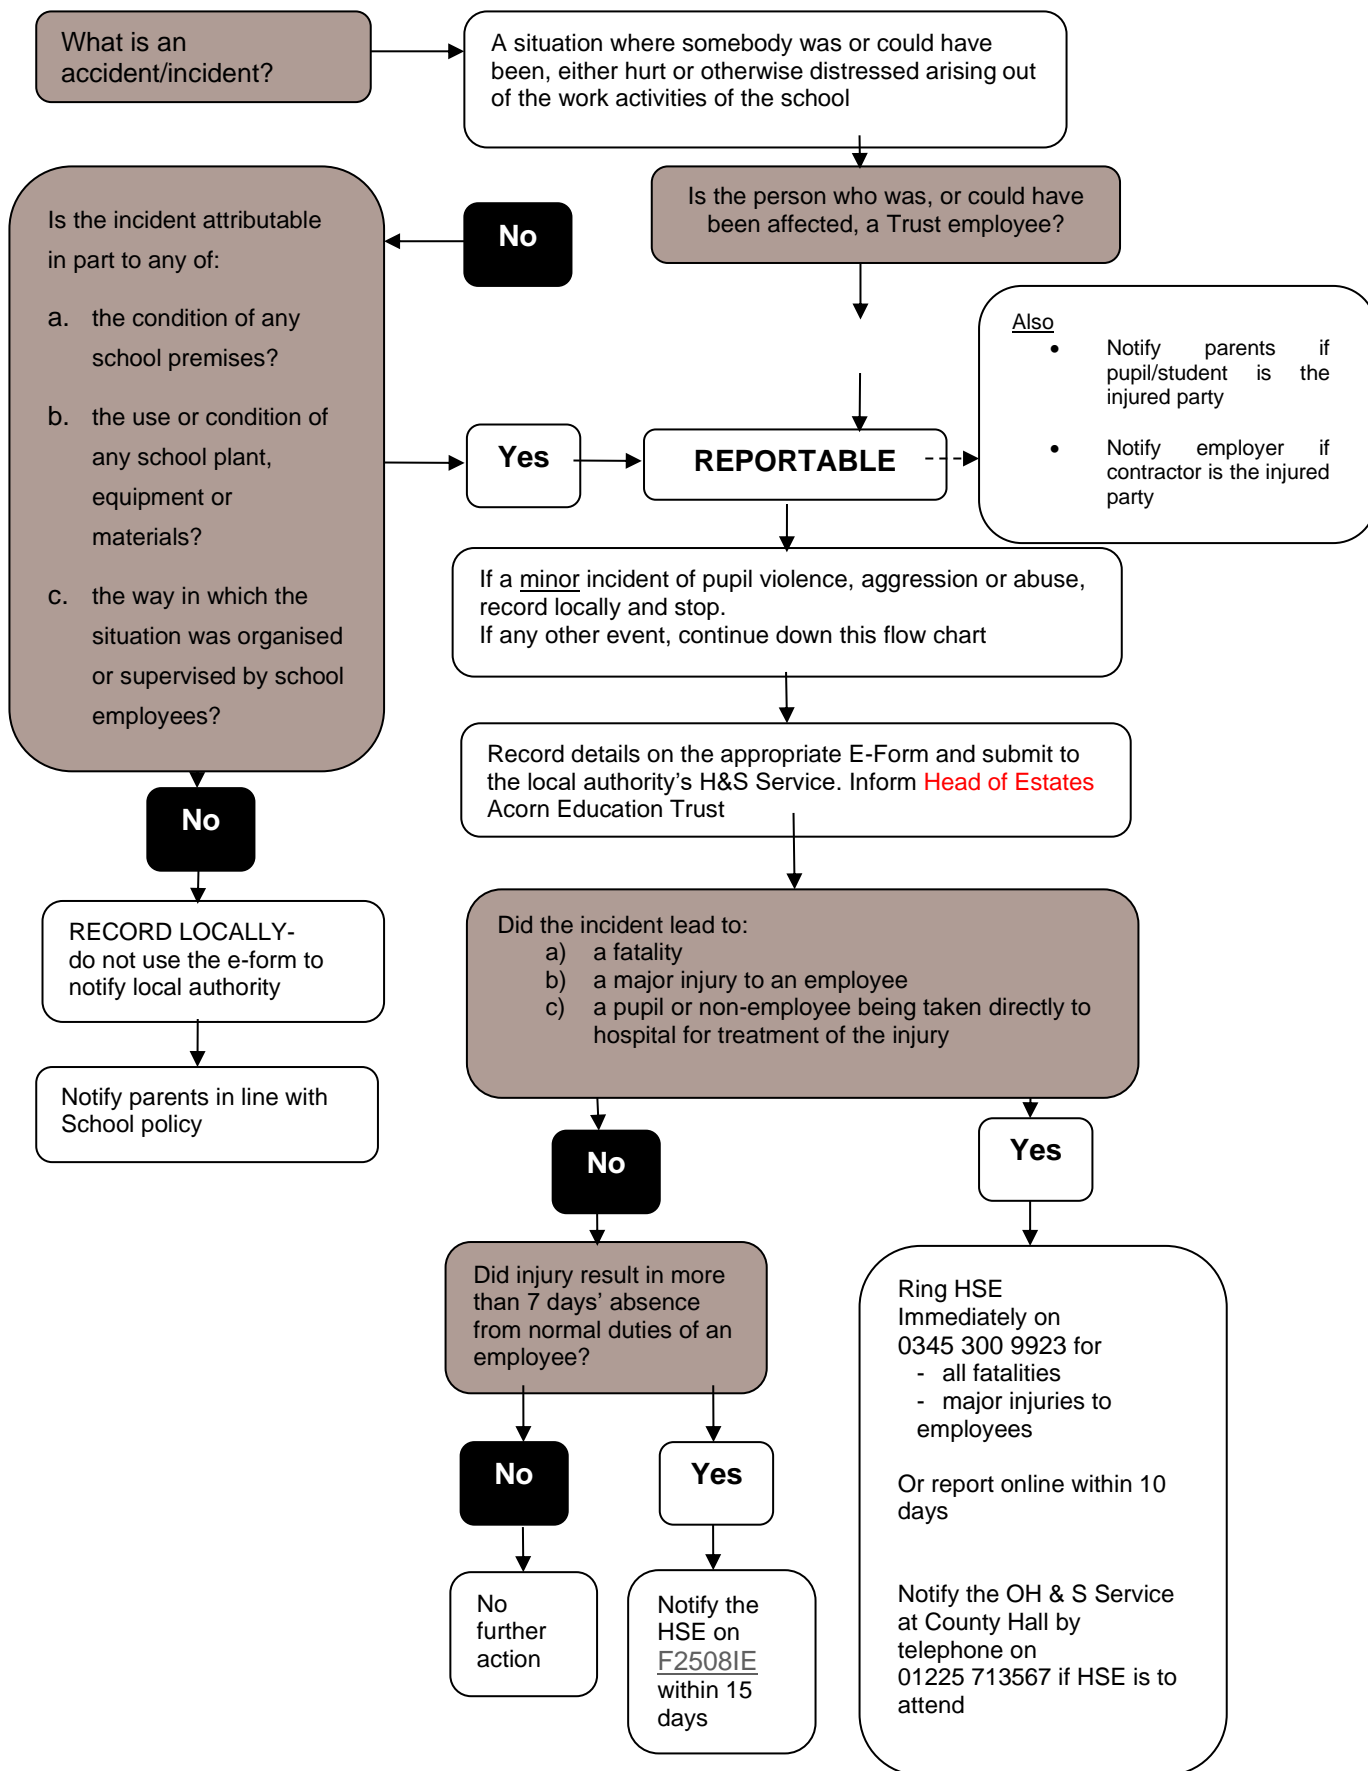 What is an
accident/incident?
A situation where somebody was or could have
been, either hurt or otherwise distressed arising out
of the work activities of the school
Is the person who was, or could have
been affected, a Trust employee?
No
Is the incident attributable
in part to any of:
a. the condition of any
school premises?
b. the use or condition of
any school plant,
equipment or
materials?
c. the way in which the
situation was organised
or supervised by school
employees?
Also
• Notify parents if
pupil/student is the
injured party
• Notify employer if
contractor is the injured
party
Yes
REPORTABLE
If a minor incident of pupil violence, aggression or abuse,
record locally and stop.
If any other event, continue down this flow chart
Record details on the appropriate E-Form and submit to
the local authority’s H&S Service. Inform Head of Estates
Acorn Education Trust
No
RECORD LOCALLY-
do not use the e-form to
notify local authority
Notify parents in line with
School policy
Did the incident lead to:
a) a fatality
b) a major injury to an employee
c) a pupil or non-employee being taken directly to
hospital for treatment of the injury
No
Yes
Did injury result in more
than 7 days’ absence
from normal duties of an
employee?
No
Yes
No
further
action
Notify the
HSE on
F2508IE
within 15
days
Ring HSE
Immediately on
0345 300 9923 for
- all fatalities
- major injuries to
employees
Or report online within 10
days
Notify the OH & S Service
at County Hall by
telephone on
01225 713567 if HSE is to
attend